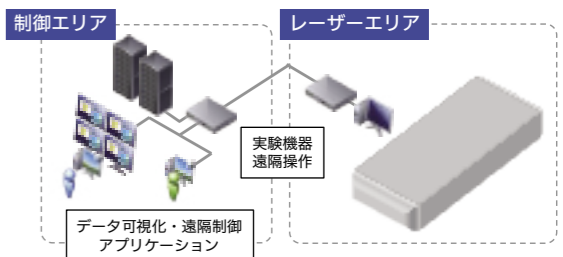 制御エリア
レーザーエリア
実験機器
遠隔操作
データ可視化・遠隔制御
アプリケーション